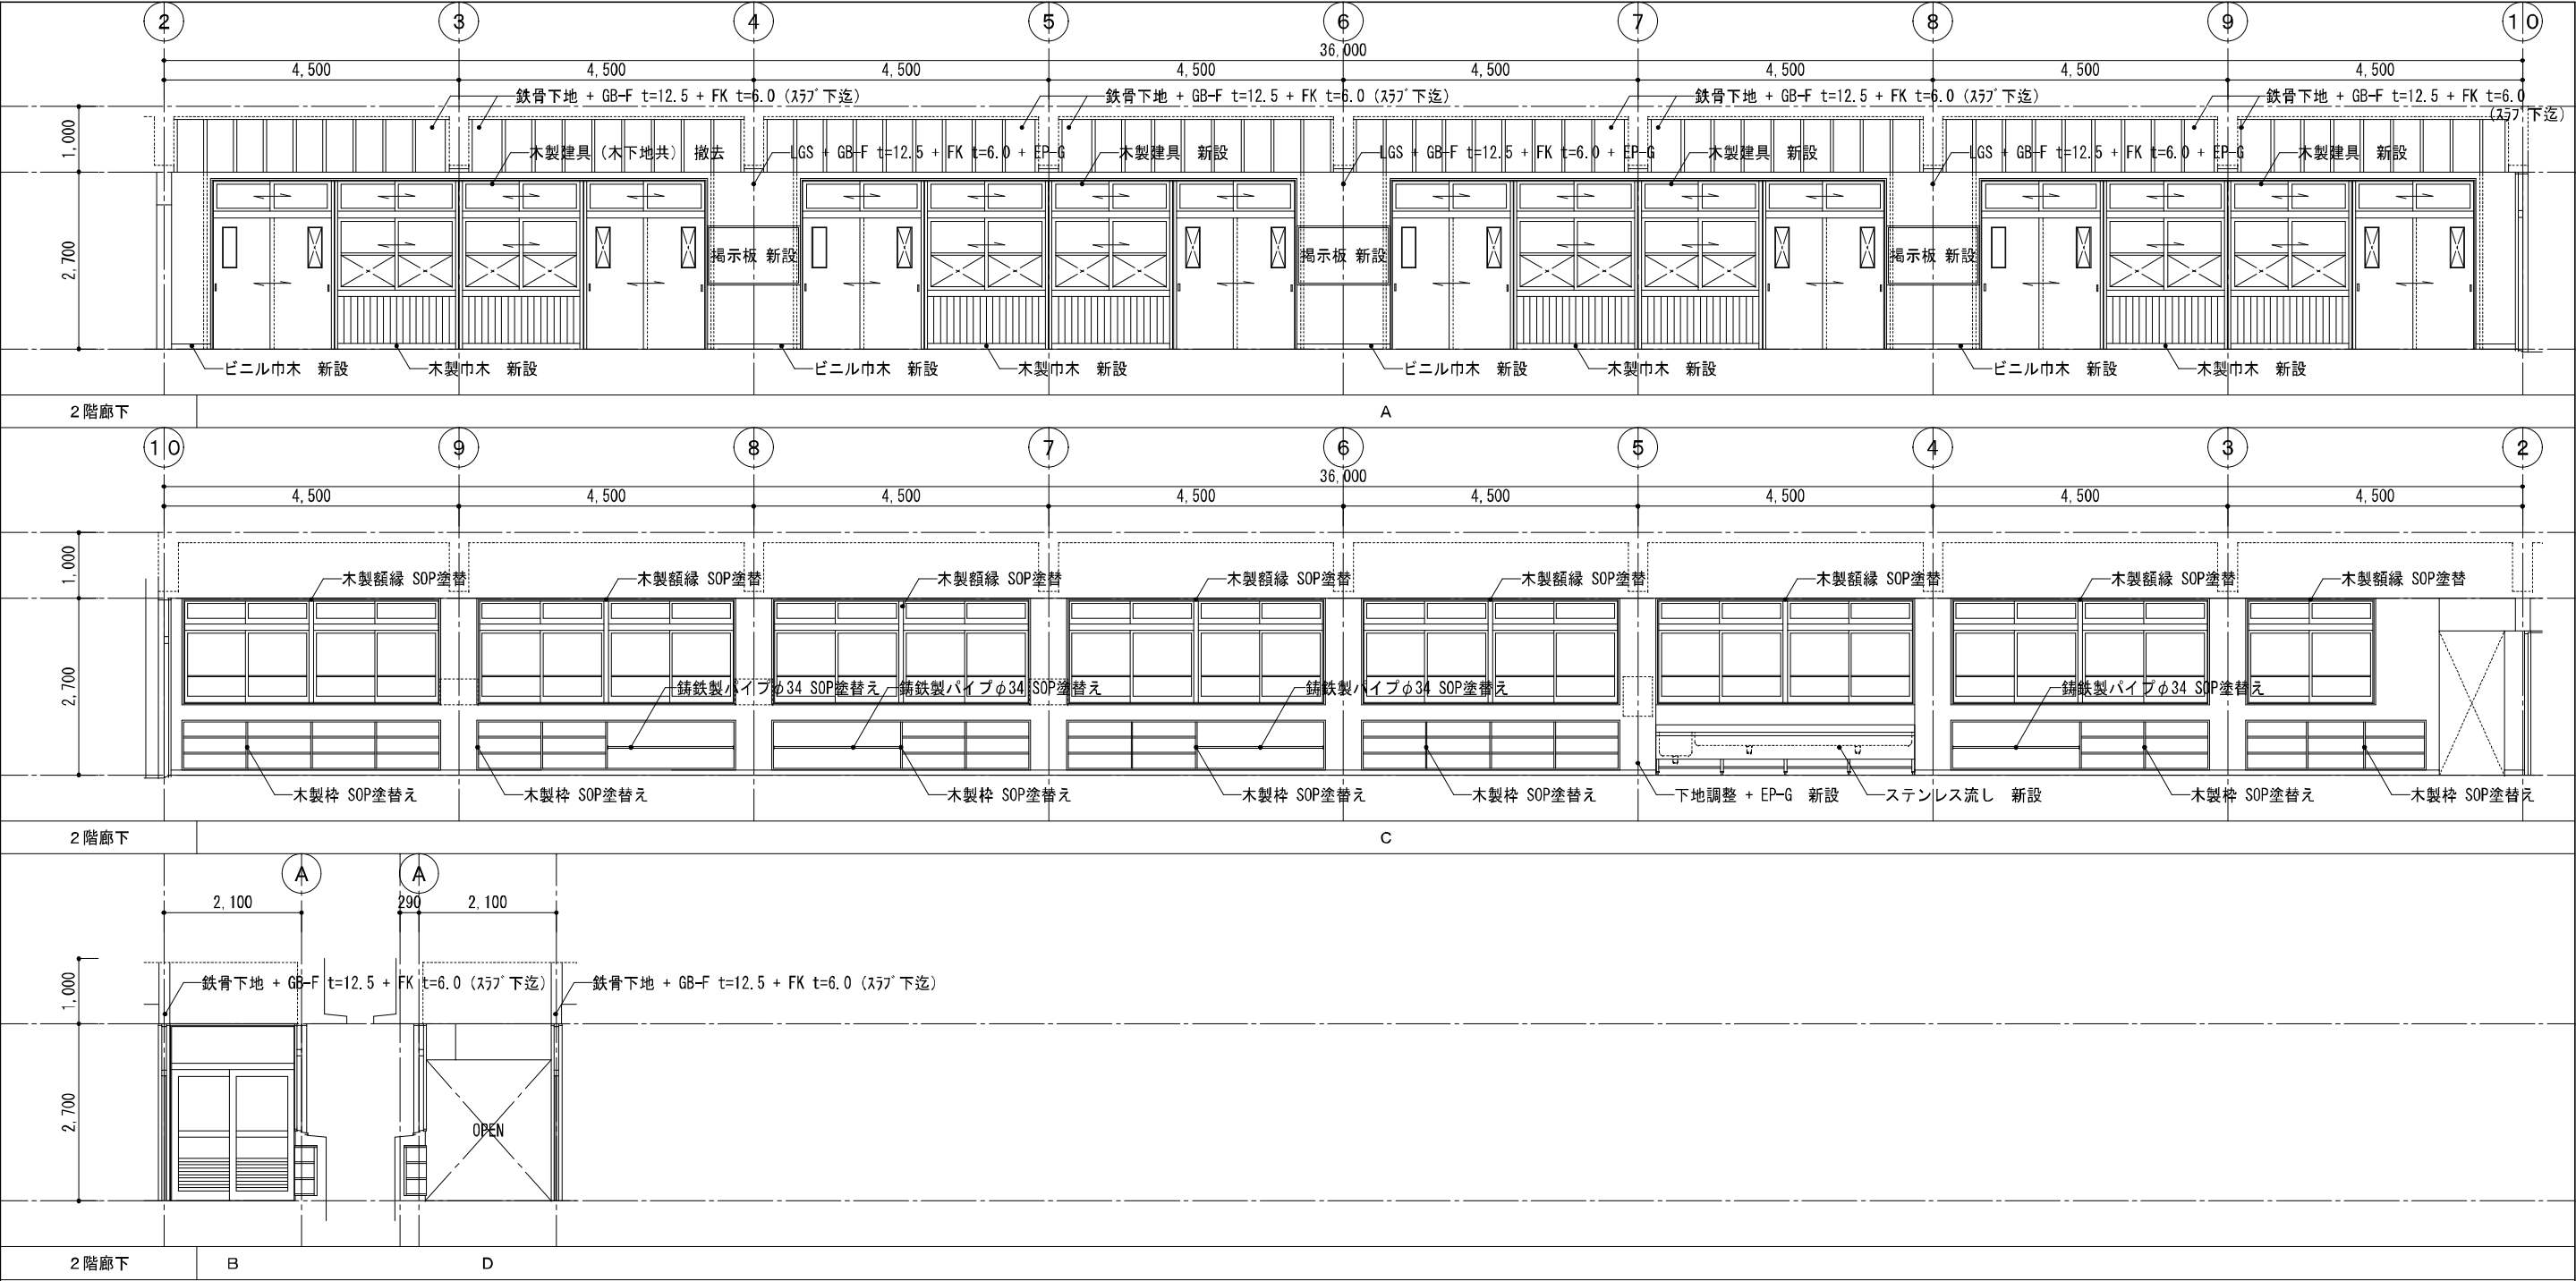 2 3 4 5 6 7 8 9 10
36,000
4,500 4,500 4,500 4,500 4,500 4,500 4,500 4,500
鉄骨下地 + GB-F t=12.5 + FK t=6.0 (ｽﾗﾌﾞ下迄) 鉄骨下地 + GB-F t=12.5 + FK t=6.0 (ｽﾗﾌﾞ下迄) 鉄骨下地 + GB-F t=12.5 + FK t=6.0 (ｽﾗﾌﾞ下迄) 鉄骨下地 + GB-F t=12.5 + FK t=6.0
(ｽﾗﾌﾞ下迄)
1,000
木製建具（木下地共） 撤去 LGS + GB-F t=12.5 + FK t=6.0 + EP-G 木製建具 新設 LGS + GB-F t=12.5 + FK t=6.0 + EP-G 木製建具 新設 LGS + GB-F t=12.5 + FK t=6.0 + EP-G 木製建具 新設
2,700
掲示板 新設 掲示板 新設 掲示板 新設
ビニル巾木 新設 木製巾木 新設 ビニル巾木 新設 木製巾木 新設 ビニル巾木 新設 木製巾木 新設 ビニル巾木 新設 木製巾木 新設
2階廊下 A
10 9 8 7 6 5 4 3 2
36,000
4,500 4,500 4,500 4,500 4,500 4,500 4,500 4,500
1,000
木製額縁 SOP塗替 木製額縁 SOP塗替 木製額縁 SOP塗替 木製額縁 SOP塗替 木製額縁 SOP塗替 木製額縁 SOP塗替 木製額縁 SOP塗替 木製額縁 SOP塗替
2,700
鋳鉄製パイプφ34 SOP塗替え 鋳鉄製パイプφ34 SOP塗替え 鋳鉄製パイプφ34 SOP塗替え 鋳鉄製パイプφ34 SOP塗替え
木製枠 SOP塗替え 木製枠 SOP塗替え 木製枠 SOP塗替え 木製枠 SOP塗替え 木製枠 SOP塗替え 下地調整 + EP-G 新設 ステンレス流し 新設 木製枠 SOP塗替え 木製枠 SOP塗替え
2階廊下 C
A A
2,100 290 2,100
1,000
鉄骨下地 + GB-F t=12.5 + FK t=6.0 (ｽﾗﾌﾞ下迄) 鉄骨下地 + GB-F t=12.5 + FK t=6.0 (ｽﾗﾌﾞ下迄)
2,700
OPEN
2階廊下 B D